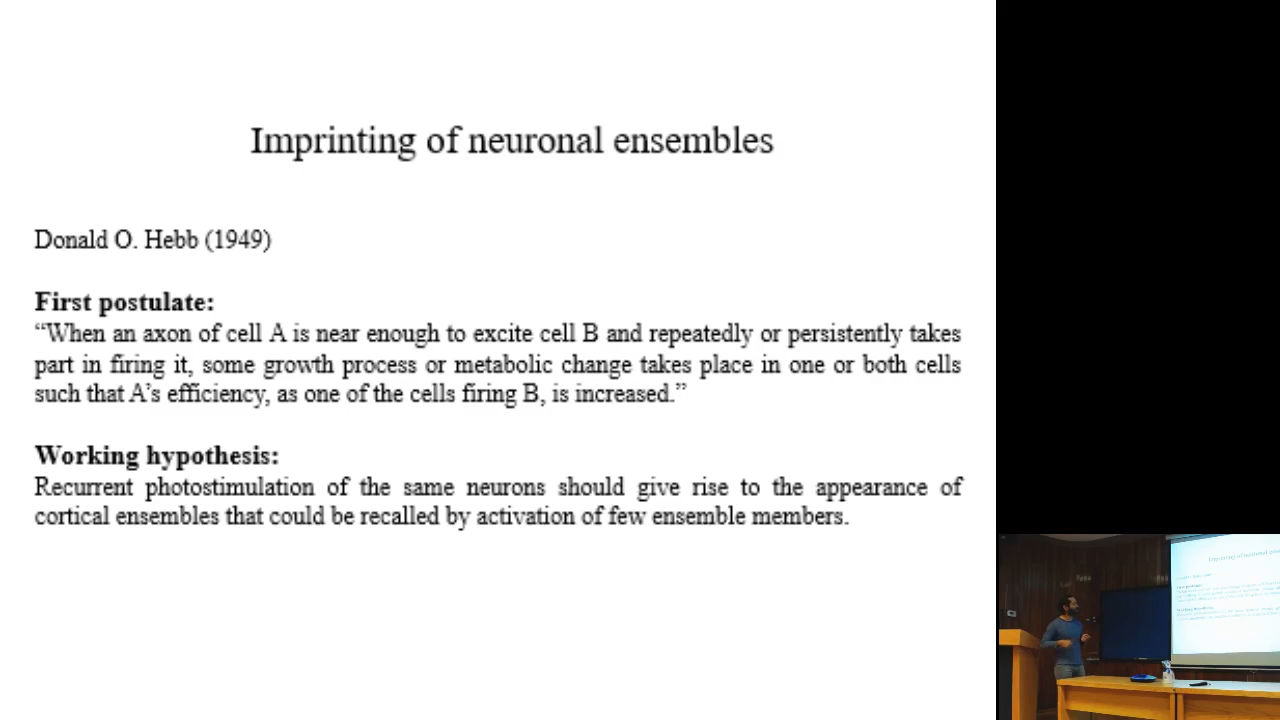 Imprinting of neuronal ensembles
Donald O. Hebb (1949)
First postulate:
“When an axon of cell A is near enough to excite cell B and repeatedly or persistently takes
part in firing it, some growth process or metabolic change takes place in one or both cells
such that A’s efficiency, as one of the cells firing B, is increased.”
Working hypothesis:
Recurrent photostimulation of the same neurons should give rise to the appearance of
cortical ensembles that could be recalled by activation of few ensemble members.